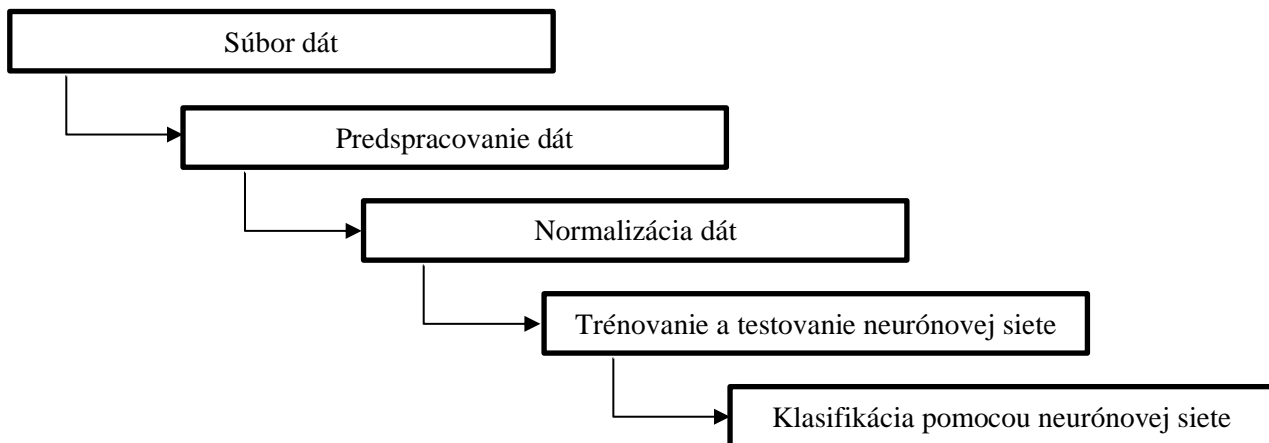 Súbor dát
Predspracovanie dát
Normalizácia dát
Trénovanie a testovanie neurónovej siete
Klasifikácia pomocou neurónovej siete